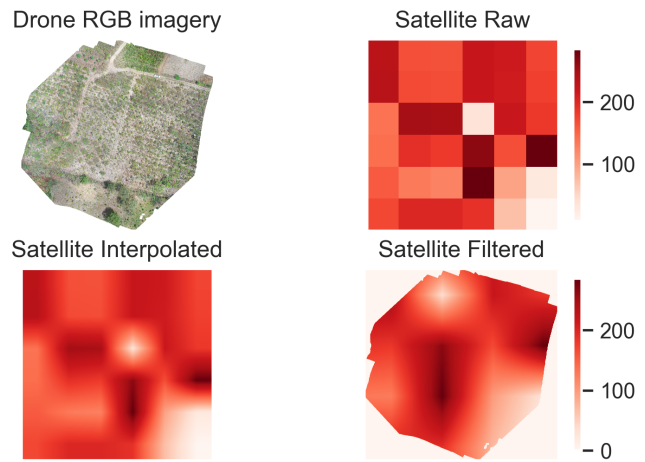 Drone RGB imagery
Satellite Raw
200
100
Satellite Interpolated
Satellite Filtered
200
100
0